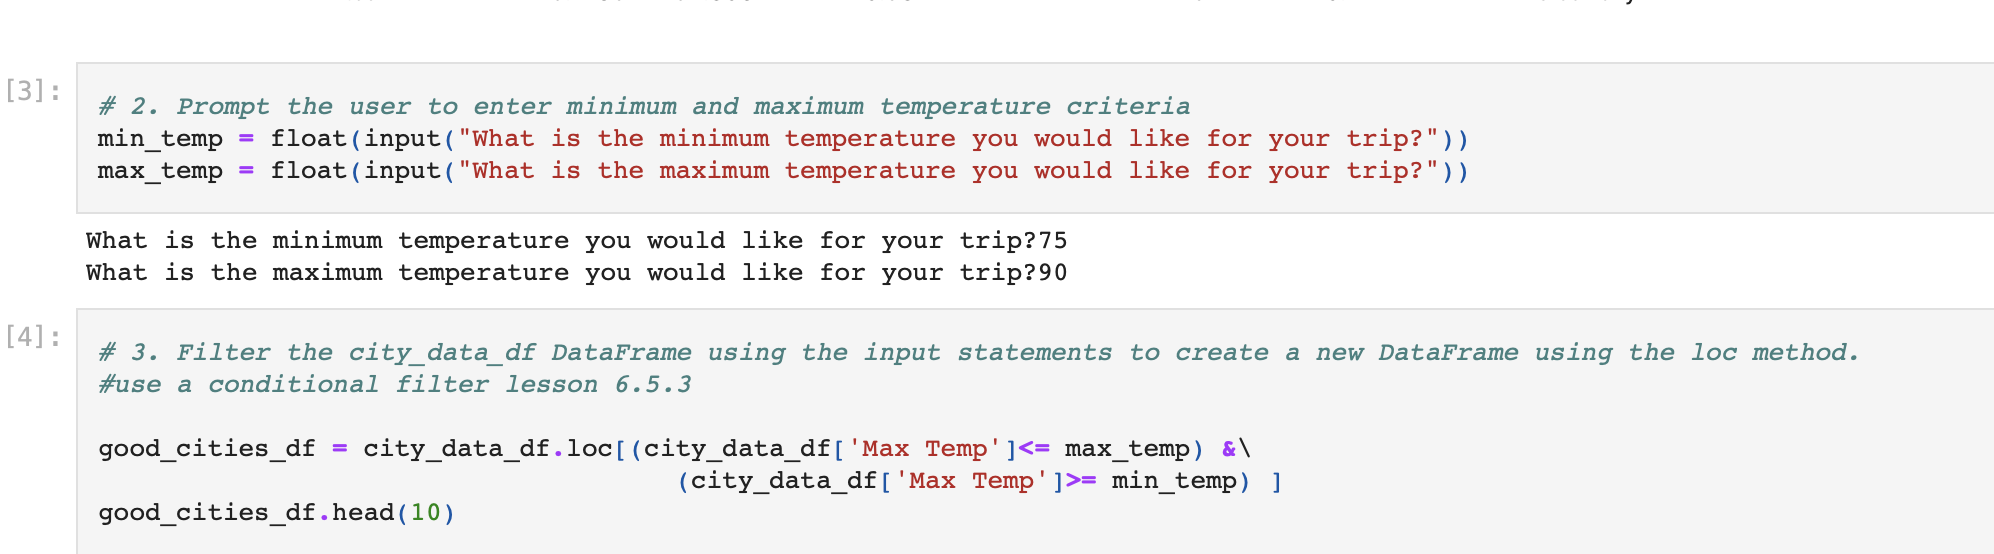 [3]:
# 2. Prompt the user to enter minimum and maximum temperature criteria
min_temp = float(input("What is the minimum temperature you would like for your trip?"))
max_temp = float(input("What is the maximum temperature you would like for your trip?"))
What is the minimum temperature you would like for your trip?75
What is the maximum temperature you would like for your trip?90
[4]:
# 3. Filter the city_data_df DataFrame using the input statements to create a new DataFrame using the loc method.
#use a conditional filter lesson 6.5.3
good_cities_df = city_data_df.loc[(city_data_df['Max Temp']<= max_temp) &\
(city_data_df['Max Temp']>= min_temp) ]
good_cities_df.head(10)